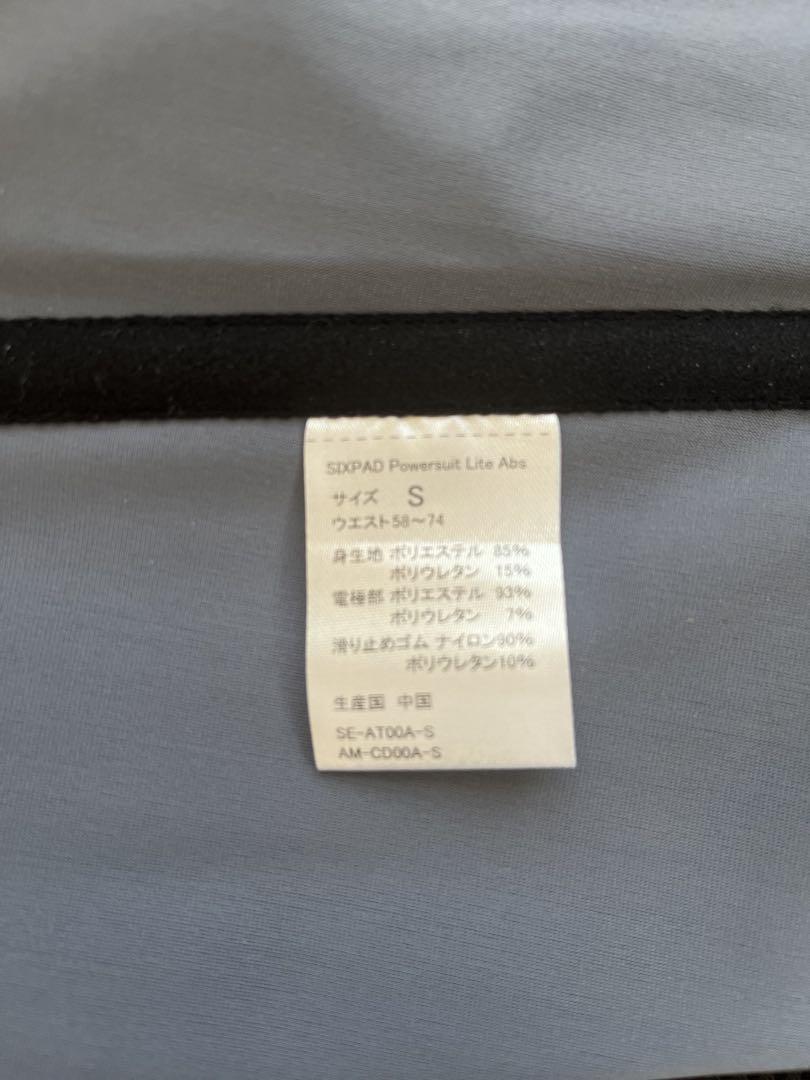 SIXPAD Powersuit Lite Abs
サイズ S
ウエスト58～74
身生地 ポリエステル 85%
ポリウレタン 15%
電極部 ポリエステル 93%
ポリウレタン 7%
滑り止めゴム ナイロン90%
ポリウレタン10%
生産国 中国
SE-AT00A-S
AM-CD00A-S